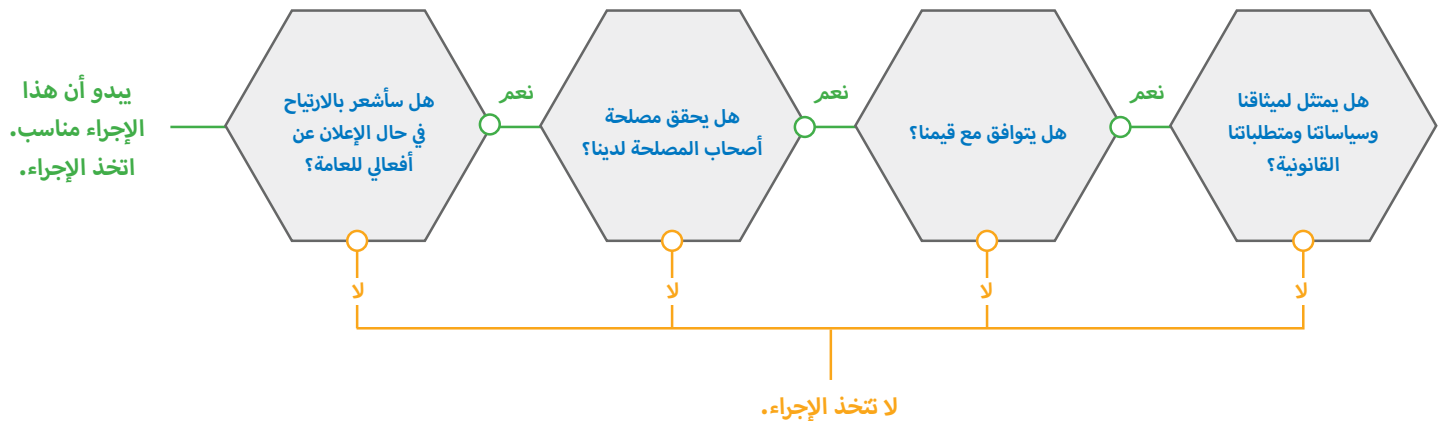 هل يمتثل لميثاقنا
وسياساتنا ومتطلباتنا
القانونية؟
نعم
هل يتوافق مع قيمنا؟
نعم
هل يحقق مصلحة
أصحاب المصلحة لدينا؟
نعم
هل سأشعر بالارتياح
في حال الإعلان عن
أفعالي للعامة؟
يبدو أن هذا
الإجراء مناسب.
اتخذ الإجراء.
لا
لا
لا
لا
لا تتخذ الإجراء.